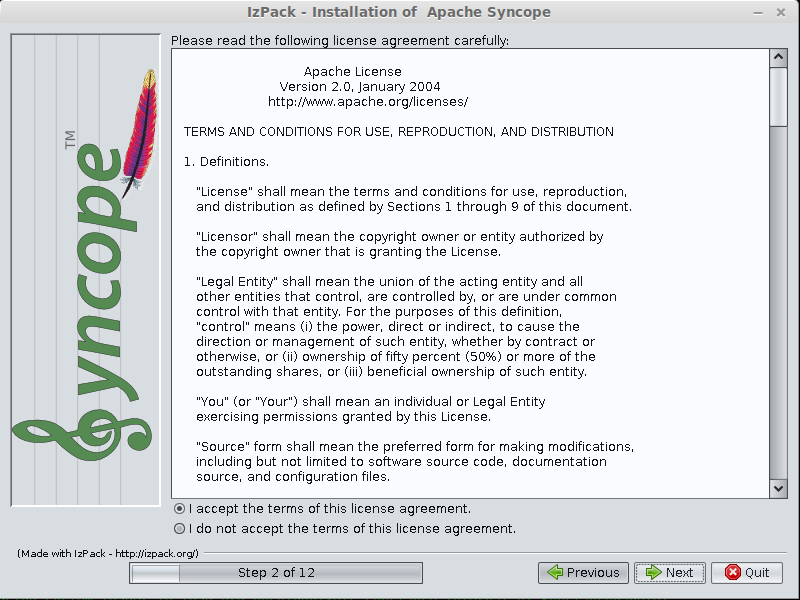 IzPack - Installation of  Apache Syncope
Please read the following license agreement carefully:
Syncope
TM
Apache License
Version 2.0, January 2004
http://www.apache.org/licenses/
TERMS AND CONDITIONS FOR USE, REPRODUCTION, AND DISTRIBUTION
1. Definitions.
"License" shall mean the terms and conditions for use, reproduction,
and distribution as defined by Sections 1 through 9 of this document.
"Licensor" shall mean the copyright owner or entity authorized by
the copyright owner that is granting the License.
"Legal Entity" shall mean the union of the acting entity and all
other entities that control, are controlled by, or are under common
control with that entity. For the purposes of this definition,
"control" means (i) the power, direct or indirect, to cause the
direction or management of such entity, whether by contract or
otherwise, or (ii) ownership of fifty percent (50%) or more of the
outstanding shares, or (iii) beneficial ownership of such entity.
"You" (or "Your") shall mean an individual or Legal Entity
exercising permissions granted by this License.
"Source" form shall mean the preferred form for making modifications,
including but not limited to software source code, documentation
source, and configuration files.
I accept the terms of this license agreement.
I do not accept the terms of this license agreement.
(Made with IzPack - http://izpack.org/)
Step 2 of 12
Previous
Next
Quit